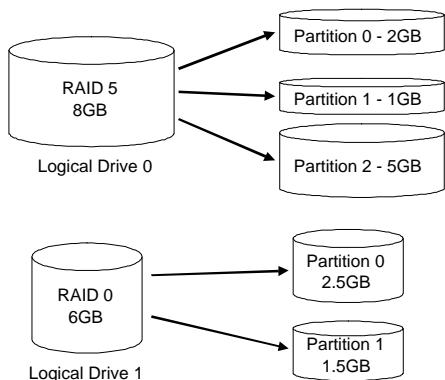 RAID 5
8GB
Logical Drive 0
Partition 0 - 2GB
Partition 1 - 1GB
Partition 2 - 5GB
RAID 0
6GB
Logical Drive 1
Partition 0
2.5GB
Partition 1
1.5GB